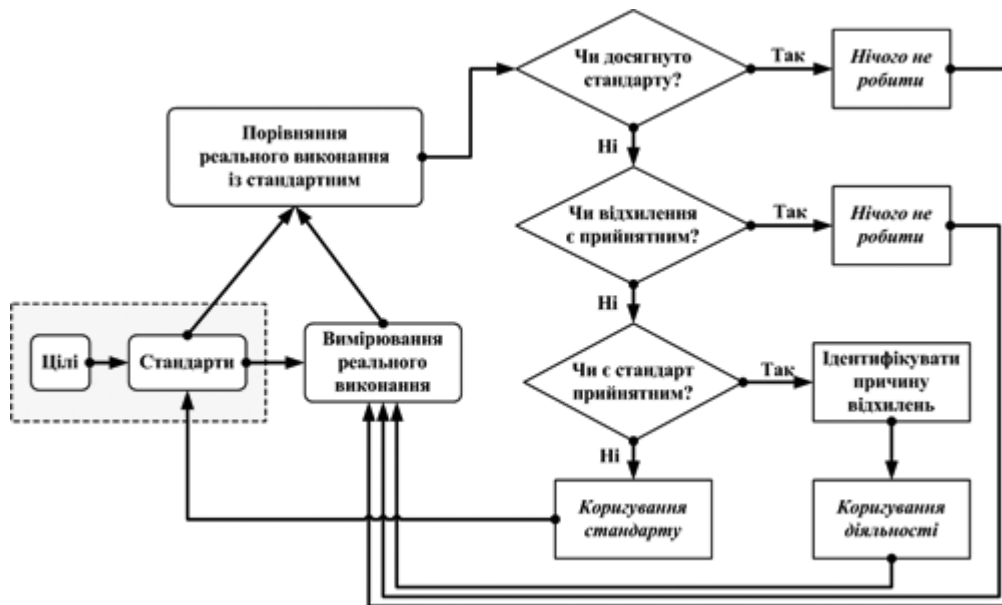 Чи досягнуто
стандарту?
Так
Нічого не
робити
Порівняння
реального виконання
із стандартним
Ні
Чи відхилення
є прийнятним?
Так
Нічого не
робити
Ні
Цілі
Стандарти
Вимірювання
реального
виконання
Чи є стандарт
прийнятним?
Так
Ідентифікувати
причину
відхилень
Ні
Коригування
стандарту
Коригування
діяльності